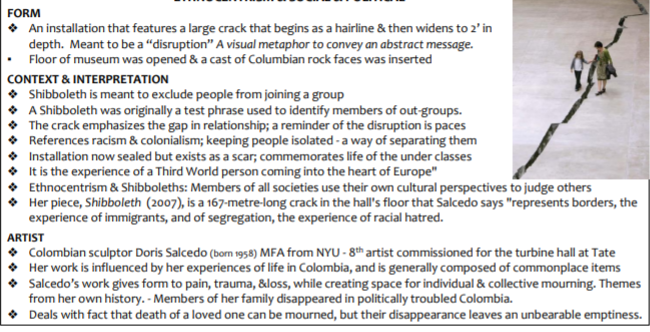 FORM
❖ An installation that features a large crack that begins as a hairline & then widens to 2' in
depth. Meant to be a “disruption” A visual metaphor to convey an abstract message.
• Floor of museum was opened & a cast of Columbian rock faces was inserted
CONTEXT & INTERPRETATION
❖ Shibboleth is meant to exclude people from joining a group
❖ A Shibboleth was originally a test phrase used to identify members of out-groups.
❖ The crack emphasizes the gap in relationship; a reminder of the disruption is paces
❖ References racism & colonialism; keeping people isolated - a way of separating them
❖ Installation now sealed but exists as a scar; commemorates life of the under classes
❖ It is the experience of a Third World person coming into the heart of Europe"
❖ Ethnocentrism & Shibboleths: Members of all societies use their own cultural perspectives to judge others
❖ Her piece, Shibboleth (2007), is a 167-metre-long crack in the hall's floor that Salcedo says "represents borders, the
experience of immigrants, and of segregation, the experience of racial hatred.
ARTIST
❖ Colombian sculptor Doris Salcedo (born 1958) MFA from NYU - 8th artist commissioned for the turbine hall at Tate
❖ Her work is influenced by her experiences of life in Colombia, and is generally composed of commonplace items
❖ Salcedo's work gives form to pain, trauma, &loss, while creating space for individual & collective mourning. Themes
from her own history. - Members of her family disappeared in politically troubled Colombia.
❖ Deals with fact that death of a loved one can be mourned, but their disappearance leaves an unbearable emptiness.